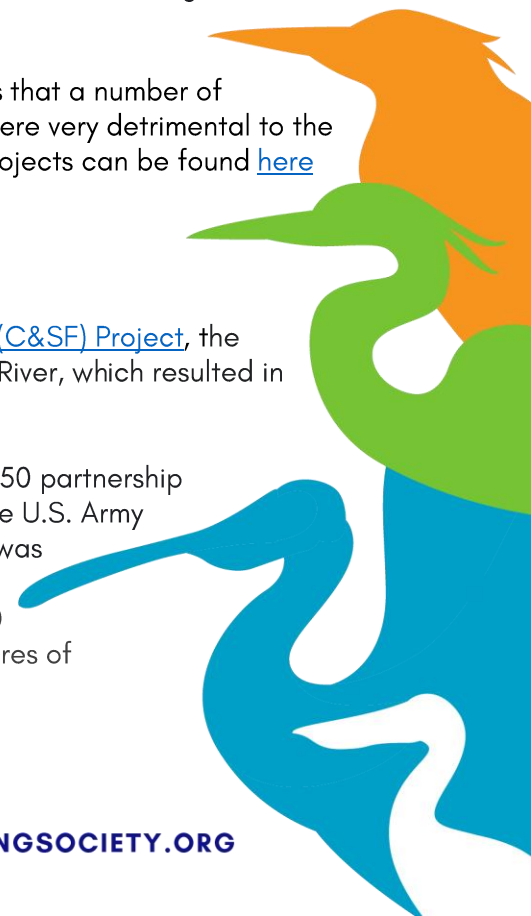 s that a number of
ere very detrimental to the
ojects can be found here
(C&SF) Project, the
River, which resulted in
50 partnership
e U.S. Army
was
)
res of
NGSOCIETY.ORG